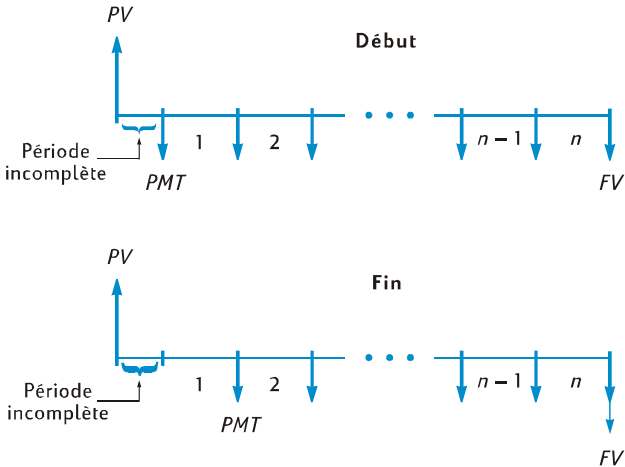 PV
Début
Période
incomplète
1
2
n – 1
n
PMT
FV
PV
Fin
Période
incomplète
1
2
n – 1
n
PMT
FV